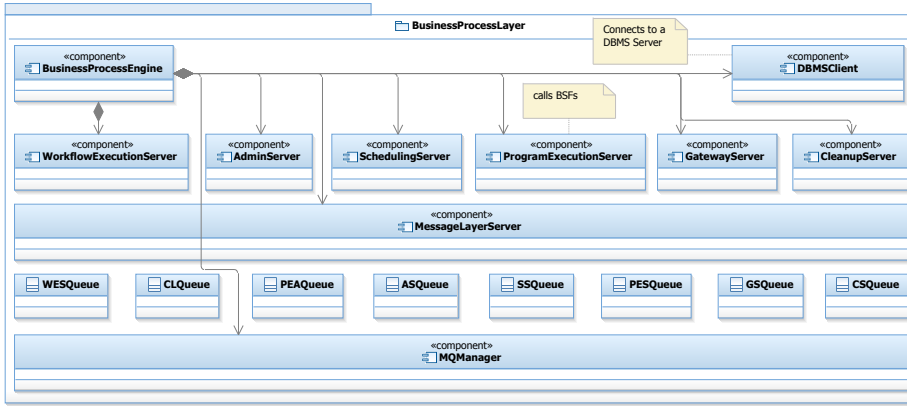 BusinessProcessLayer
Connects to a
DBMS Server
«component»
BusinessProcessEngine
«component»
DBMSClient
calls BSFs
«component»
WorkflowExecutionServer
«component»
AdminServer
«component»
SchedulingServer
«component»
ProgramExecutionServer
«component»
GatewayServer
«component»
CleanupServer
«component»
MessageLayerServer
WESQueue
CLQueue
PEAQueue
ASQueue
SSQueue
PESQueue
GSQueue
CSQueue
«component»
MQManager